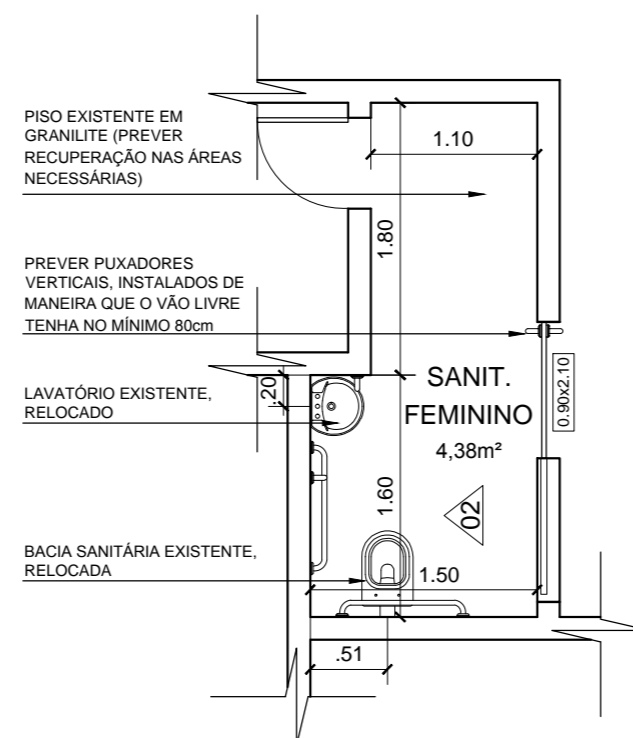 PISO EXISTENTE EM
GRANILITE (PREVER
RECUPERAÇÃO NAS ÁREAS
NECESSÁRIAS)
1.10
1.80
PREVER PUXADORES
VERTICAIS, INSTALADOS DE
MANEIRA QUE O VÃO LIVRE
TENHA NO MÍNIMO 80cm
.20
LAVATÓRIO EXISTENTE,
RELOCADO
SANIT.
FEMININO
4,38m²
0.90x2.10
1.60
02
BACIA SANITÁRIA EXISTENTE,
RELOCADA
1.50
.51